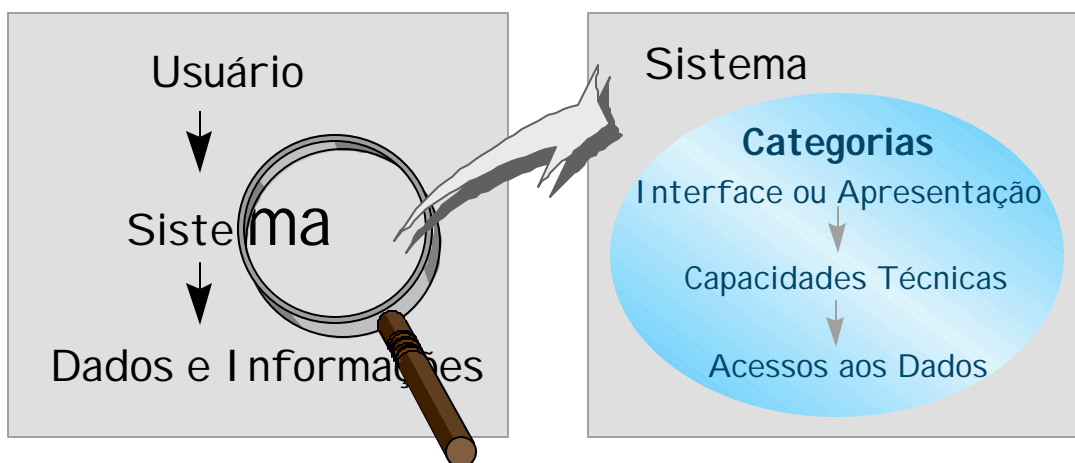 Usuário
Sistema
Dados e Informações
Sistema
Categorias
Interface ou Apresentação
Capacidades Técnicas
Acessos aos Dados